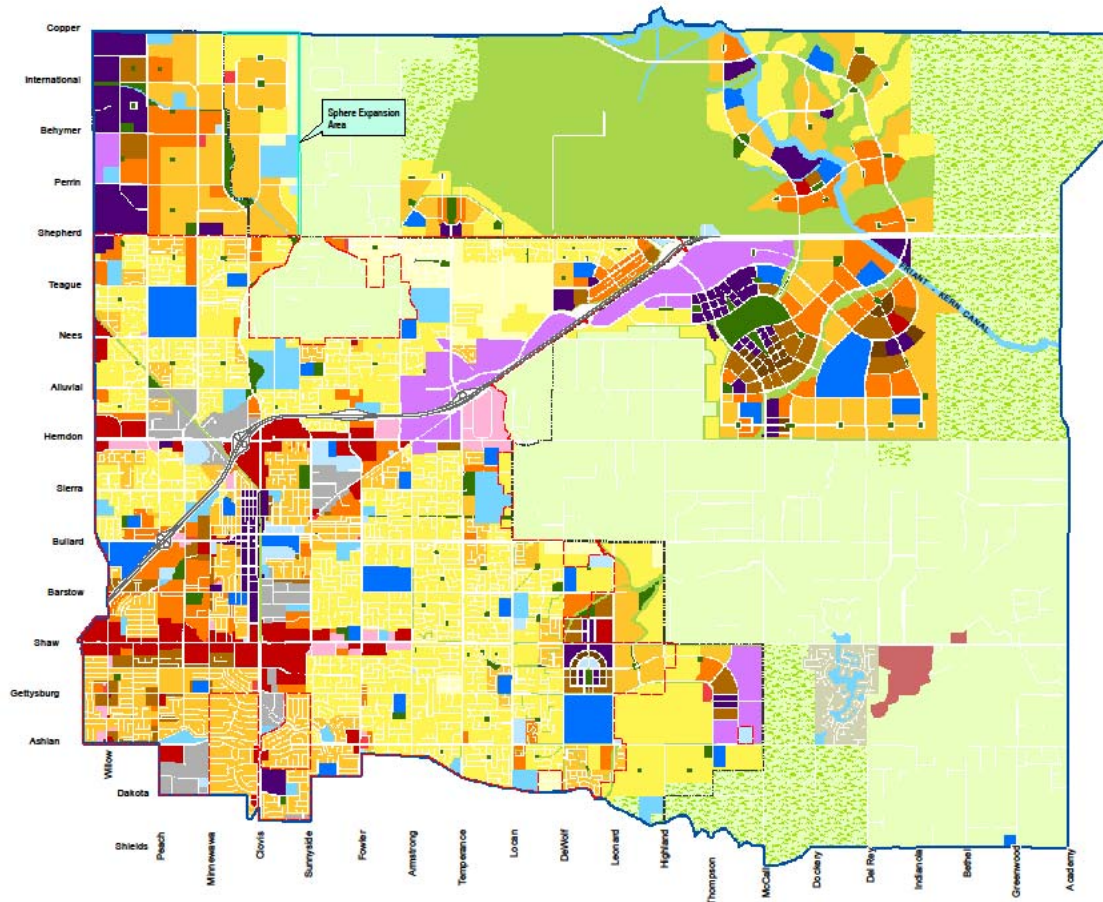 Copper
International
Sphere Expansion
Area
Behymer
Perrin
Shepherd
Teague
FRIANT - KERN CANAL
Nees
Alluvial
Herndon
Sierra
Bullard
Barstow
Shaw
Gettysburg
Ashlan
Dakota
Shields
Willow
Peach
Minnewawa
Clovis
Sunnyside
Fowler
Armstrong
Temperance
Locan
DeWolf
Leonard
Highland
Thompson
McCall
Dockery
Del Rey
Indianola
Bethel
Greenwood
Academy